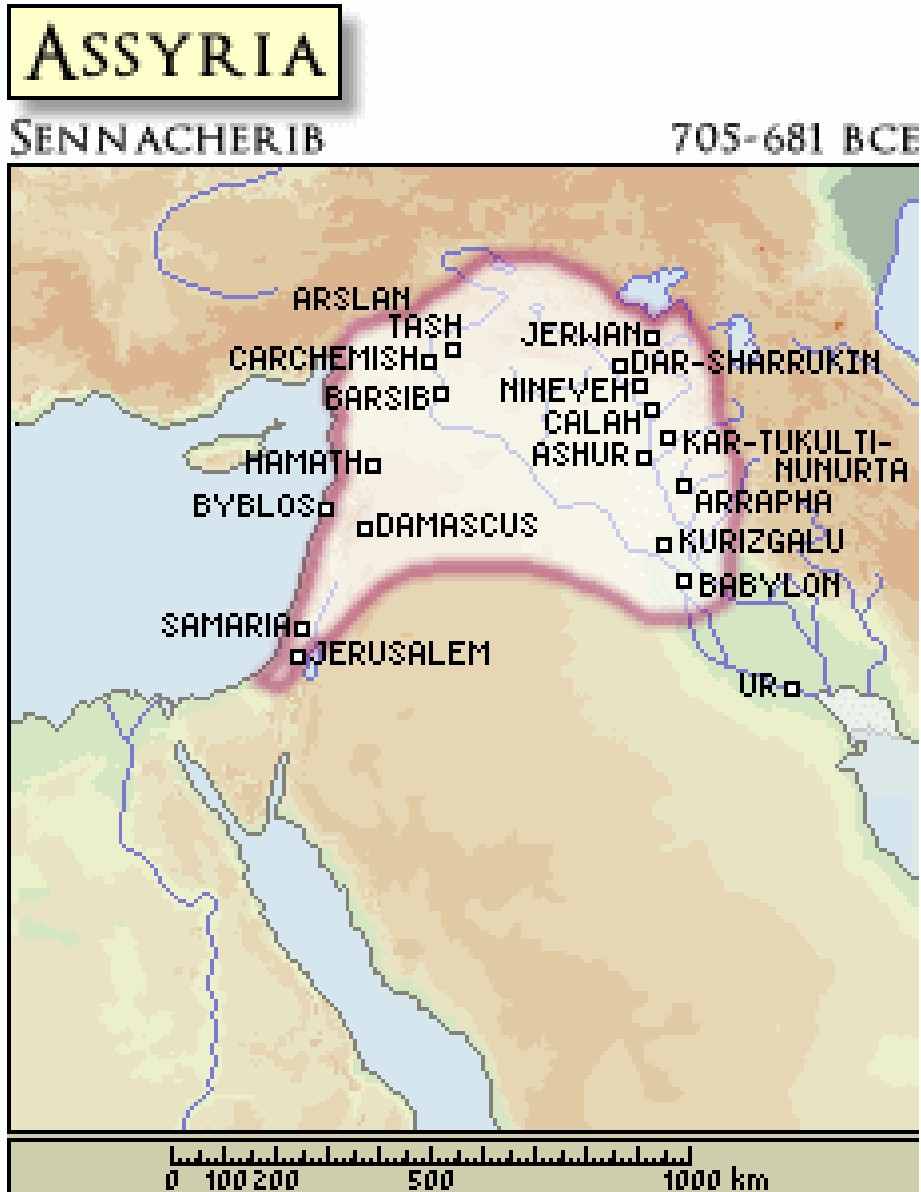 ASSYRIA
SENNACHERIB
705-681 BCE
ARSLAN
TASH
CARCHEMISH
BARSIB
HAMATH
BYBLOS
DAMASCUS
SAMARIA
JERUSALEM
JERWAN
DAR-SHARRUKIN
NINEVEH
CALAH
ASHUR
KAR-TUKULTI-
NUNURTA
ARRAPHA
KURIZGALU
BABYLON
UR
0 100 200 500 1000 km